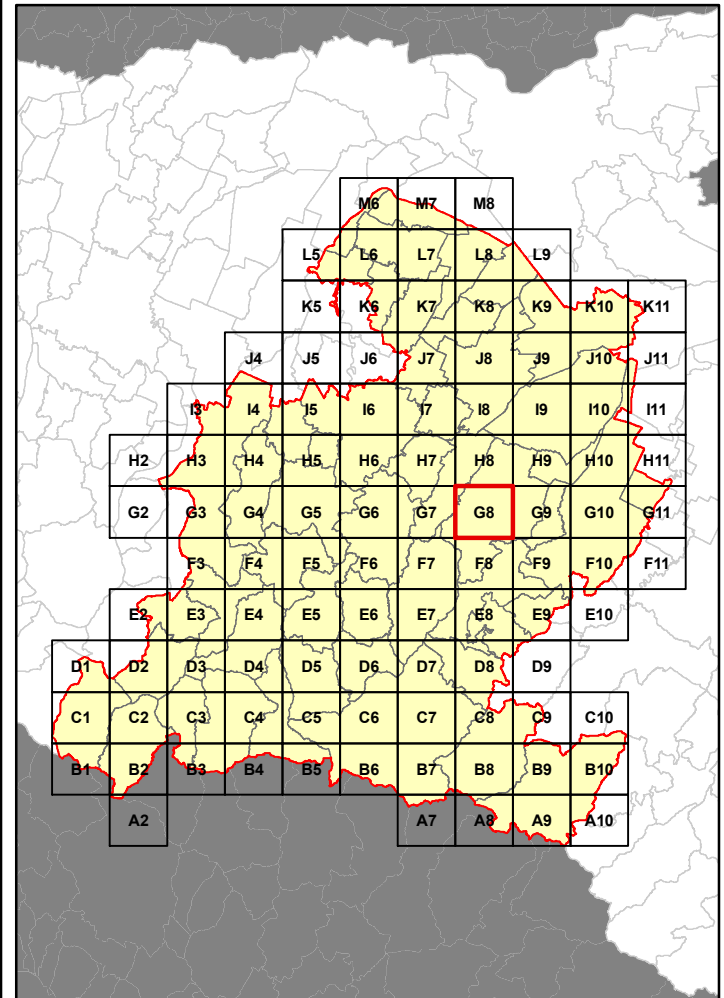 M6 M7 M8
L5 L6 L7 L8 L9
K5 K6 K7 K8 K9 K10 K11
J4 J5 J6 J7 J8 J9 J10 J11
I3 I4 I5 I6 I7 I8 I9 I10 I11
H2 H3 H4 H5 H6 H7 H8 H9 H10 H11
G2 G3 G4 G5 G6 G7 G8 G9 G10 G11
F3 F4 F5 F6 F7 F8 F9 F10 F11
E2 E3 E4 E5 E6 E7 E8 E9 E10
D1 D2 D3 D4 D5 D6 D7 D8 D9
C1 C2 C3 C4 C5 C6 C7 C8 C9 C10
B1 B2 B3 B4 B5 B6 B7 B8 B9 B10
A2 A7 A8 A9 A10